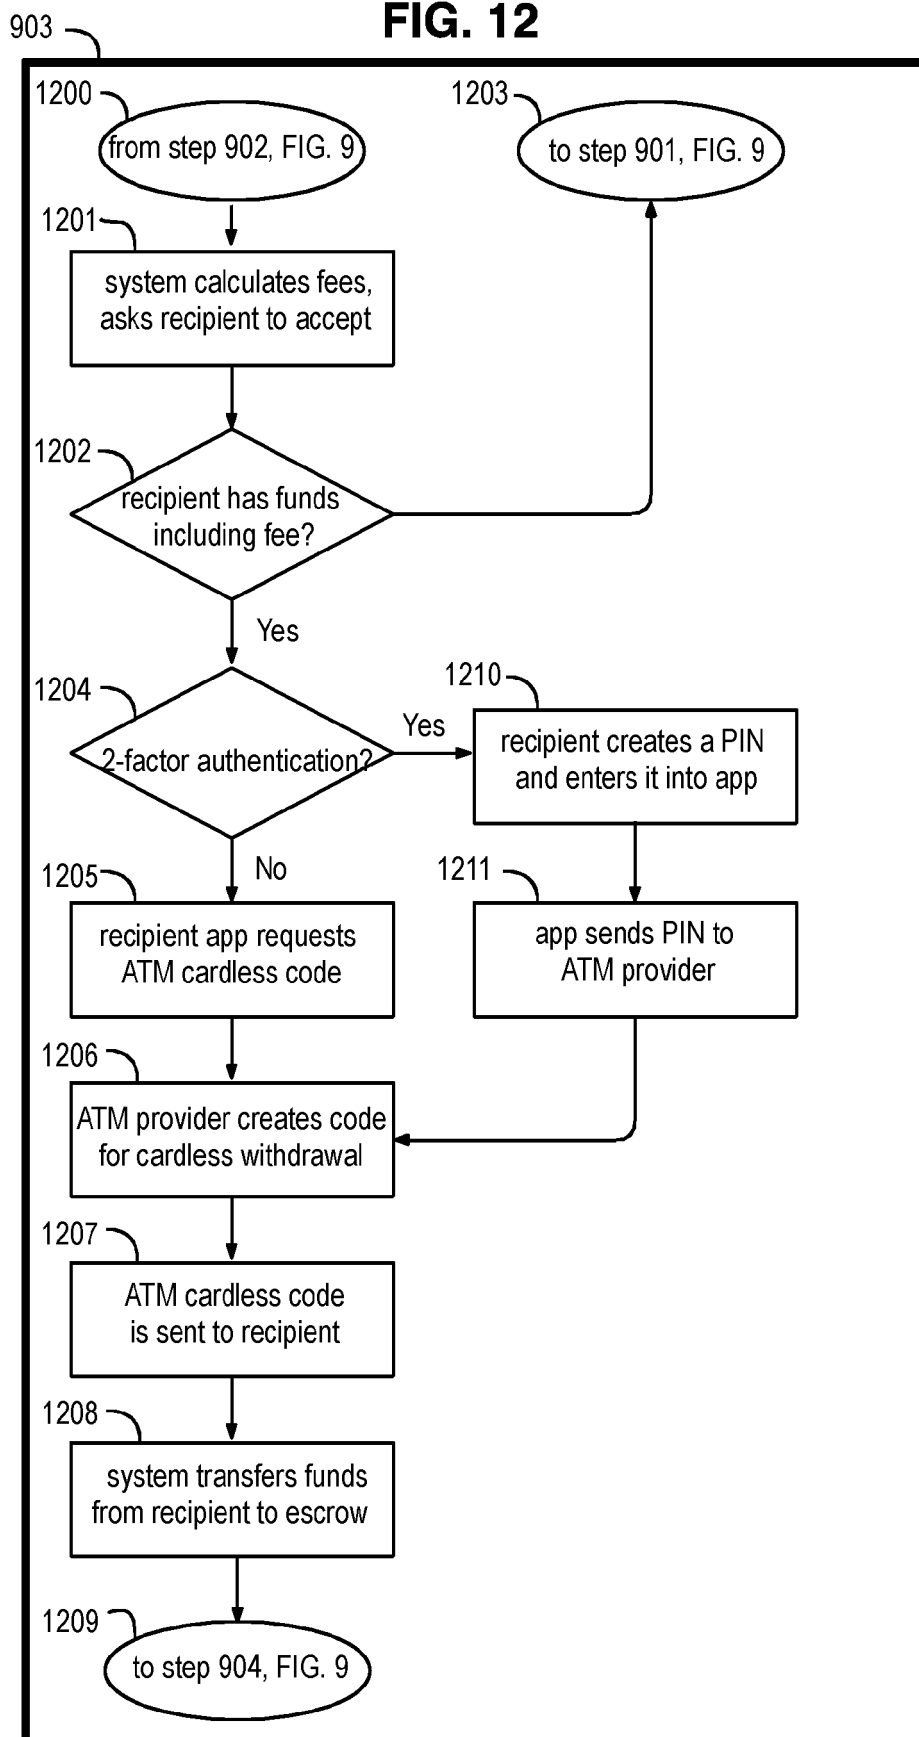 FIG. 12
903
1200
1203
from step 902, FIG. 9
to step 901, FIG. 9
1201
system calculates fees,
asks recipient to accept
1202
recipient has funds
including fee?
Yes
1204
1210
2-factor authentication?
Yes
recipient creates a PIN
and enters it into app
No
1205
1211
recipient app requests
ATM cardless code
app sends PIN to
ATM provider
1206
ATM provider creates code
for cardless withdrawal
1207
ATM cardless code
is sent to recipient
1208
system transfers funds
from recipient to escrow
1209
to step 904, FIG. 9